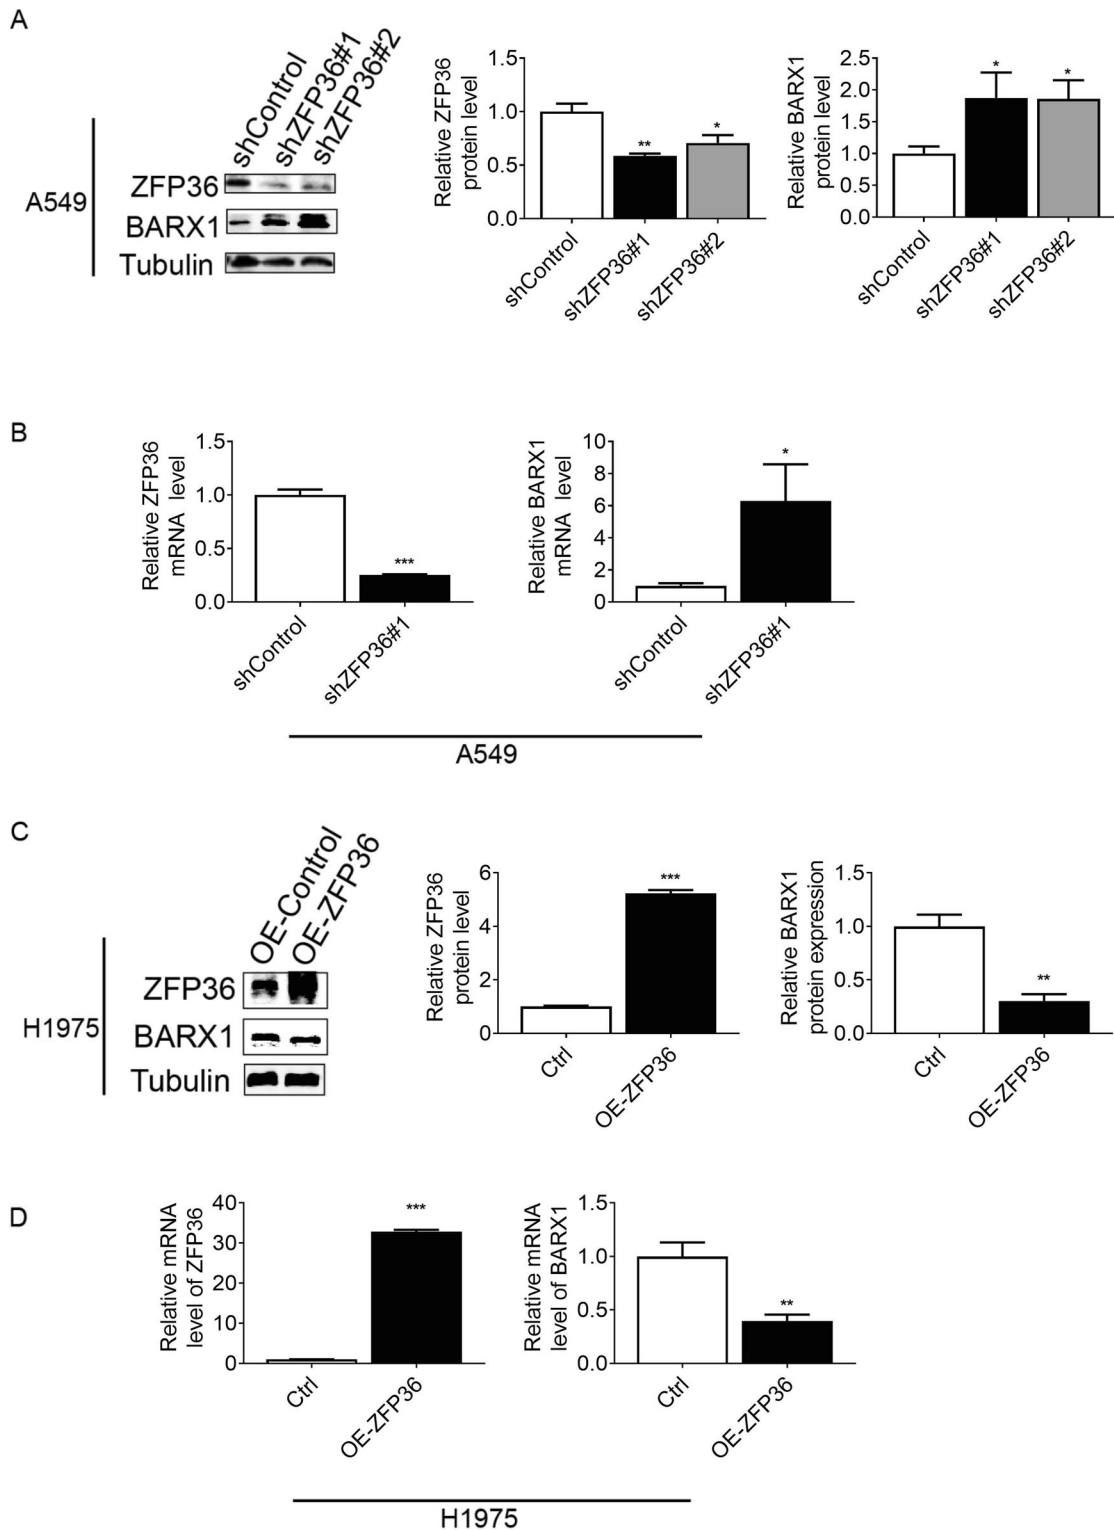 A
shControl
shZFP36#1
shZFP36#2
A549
ZFP36
BARX1
Tubulin
Relative ZFP36
protein level
1.5
1.0
0.5
0.0
**
*
shControl
shZFP36#1
shZFP36#2
Relative BARX1
protein level
2.5
2.0
1.5
1.0
0.5
0.0
*
*
shControl
shZFP36#1
shZFP36#2
B
Relative ZFP36
mRNA level
1.5
1.0
0.5
0.0
***
shControl
shZFP36#1
Relative BARX1
mRNA level
10
8
6
4
2
0
*
shControl
shZFP36#1
A549
C
OE-Control
OE-ZFP36
H1975
ZFP36
BARX1
Tubulin
Relative ZFP36
protein level
6
4
2
0
***
Ctrl
OE-ZFP36
Relative BARX1
protein expression
1.5
1.0
0.5
0.0
**
Ctrl
OE-ZFP36
D
Relative mRNA
level of ZFP36
40
30
20
10
0
***
Ctrl
OE-ZFP36
Relative mRNA
level of BARX1
1.5
1.0
0.5
0.0
**
Ctrl
OE-ZFP36
H1975